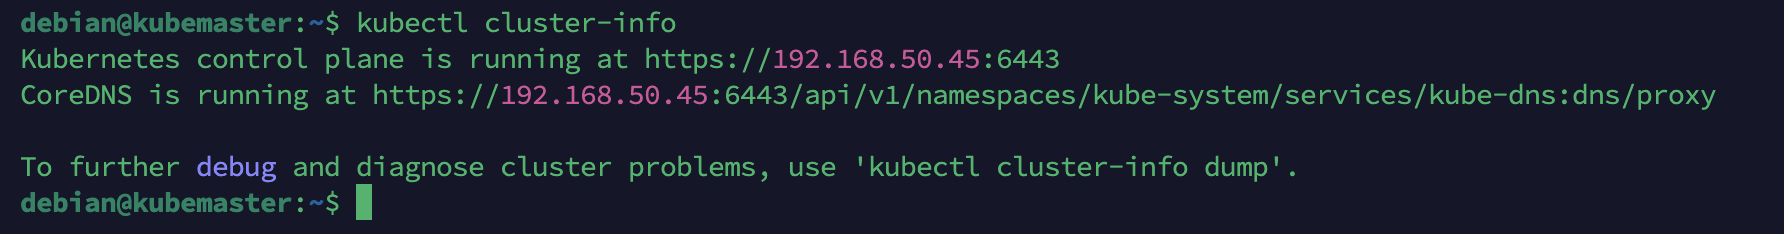 debian@kubemaster:~$ kubectl cluster-info
Kubernetes control plane is running at https://192.168.50.45:6443
CoreDNS is running at https://192.168.50.45:6443/api/v1/namespaces/kube-system/services/kube-dns:dns/proxy
To further debug and diagnose cluster problems, use 'kubectl cluster-info dump'.
debian@kubemaster:~$